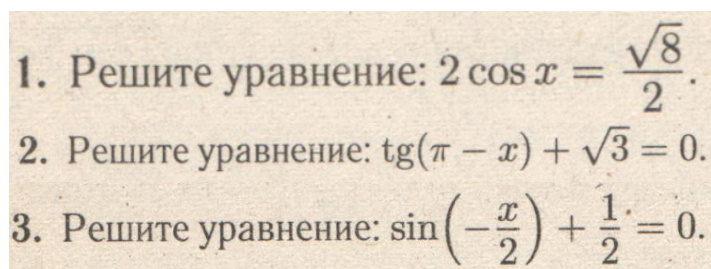 1. Решите уравнение: 2 cos x = √8/2.
2. Решите уравнение: tg(π − x) + √3 = 0.
3. Решите уравнение: sin(−x/2) + 1/2 = 0.